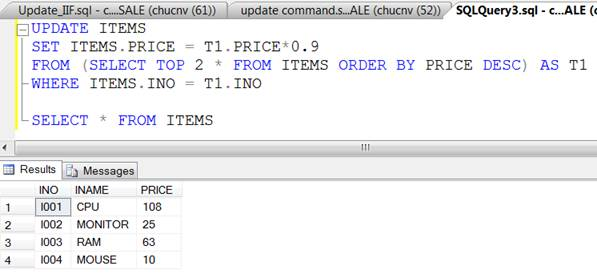 Update_IIF.sql - c....SALE (chucnv (61))
update command.s...ALE (chucnv (52))
SQLQuery3.sql - c...ALE (c
UPDATE ITEMS
SET ITEMS.PRICE = T1.PRICE*0.9
FROM (SELECT TOP 2 * FROM ITEMS ORDER BY PRICE DESC) AS T1
WHERE ITEMS.INO = T1.INO
SELECT * FROM ITEMS
Results Messages
INO INAME PRICE
1 I001 CPU 108
2 I002 MONITOR 25
3 I003 RAM 63
4 I004 MOUSE 10